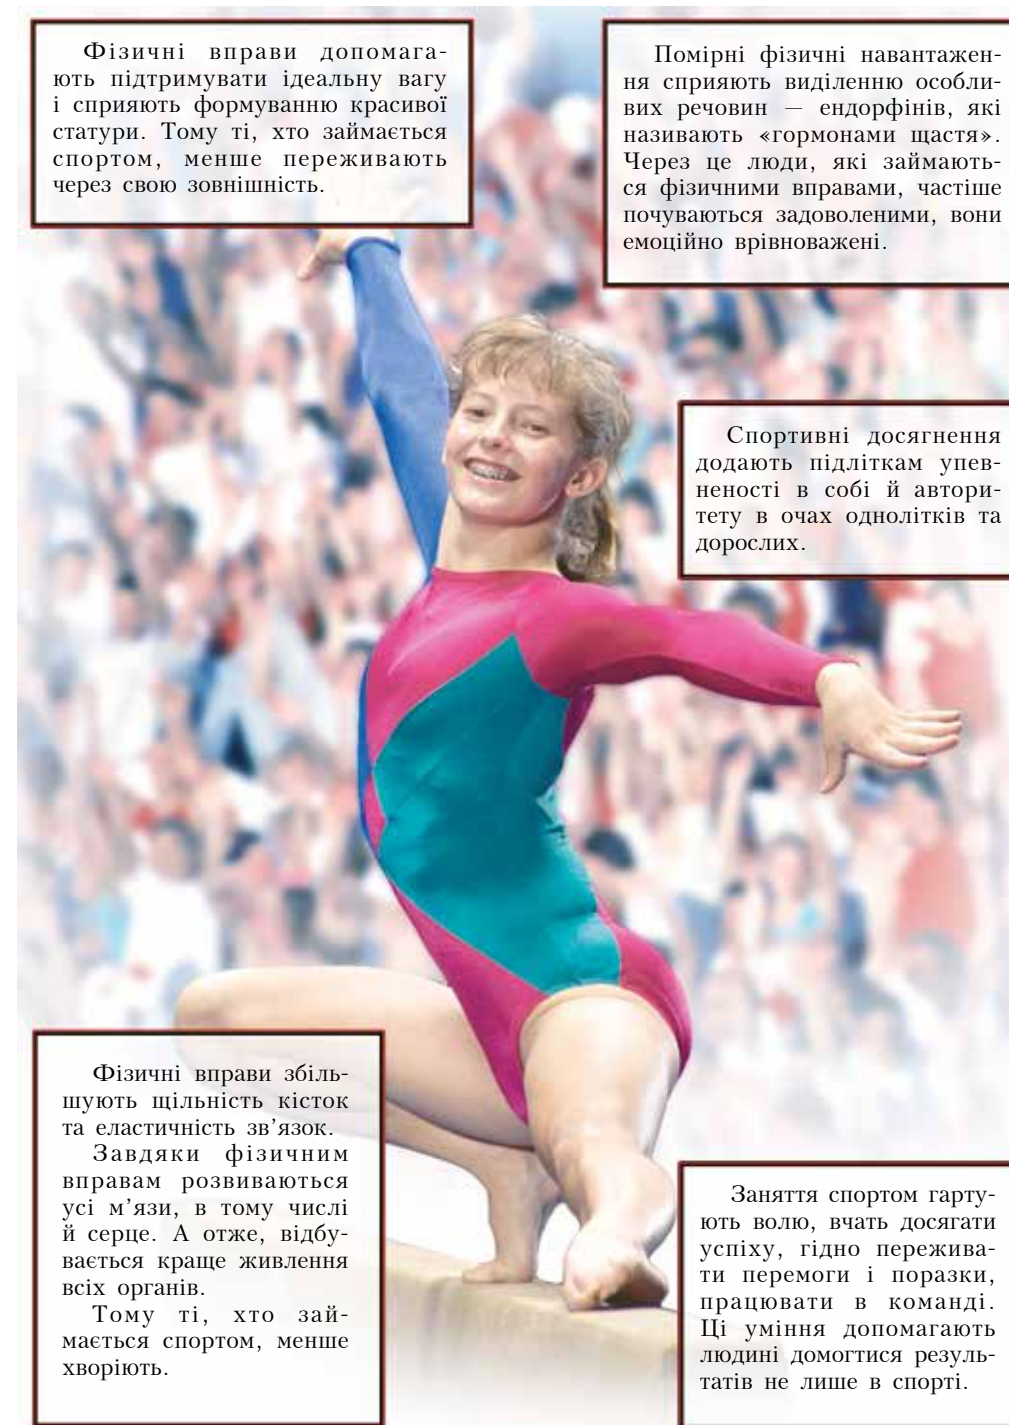 Фізичні вправи допомага-
ють підтримувати ідеальну вагу
і сприяють формуванню красивої
статури. Тому ті, хто займається
спортом, менше переживають
через свою зовнішність.
Помірні фізичні навантажен-
ня сприяють виділенню особли-
вих речовин — ендорфінів, які
називають «гормонами щастя».
Через це люди, які займають-
ся фізичними вправами, частіше
почуваються задоволеними, вони
емоційно врівноважені.
Спортивні досягнення
додають підліткам упев-
неності в собі й автори-
тету в очах однолітків та
дорослих.
Фізичні вправи збіль-
шують щільність кісток
та еластичність зв’язок.
Завдяки фізичним
вправам розвиваються
усі м’язи, в тому числі
й серце. А отже, відбу-
вається краще живлення
всіх органів.
Тому ті, хто зай-
мається спортом, менше
хворіють.
Заняття спортом гарту-
ють волю, вчать досягати
успіху, гідно пережива-
ти перемоги і поразки,
працювати в команді.
Ці уміння допомагають
людині домогтися резуль-
татів не лише в спорті.